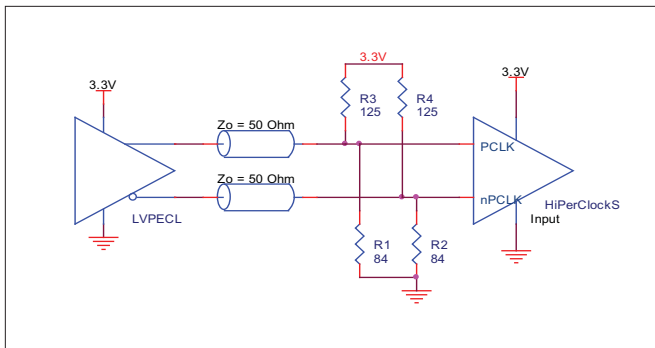 3.3V
3.3V
3.3V
R3
125
R4
125
Zo = 50 Ohm
PCLK
Zo = 50 Ohm
nPCLK
HiPerClockS
Input
LVPECL
R1
84
R2
84